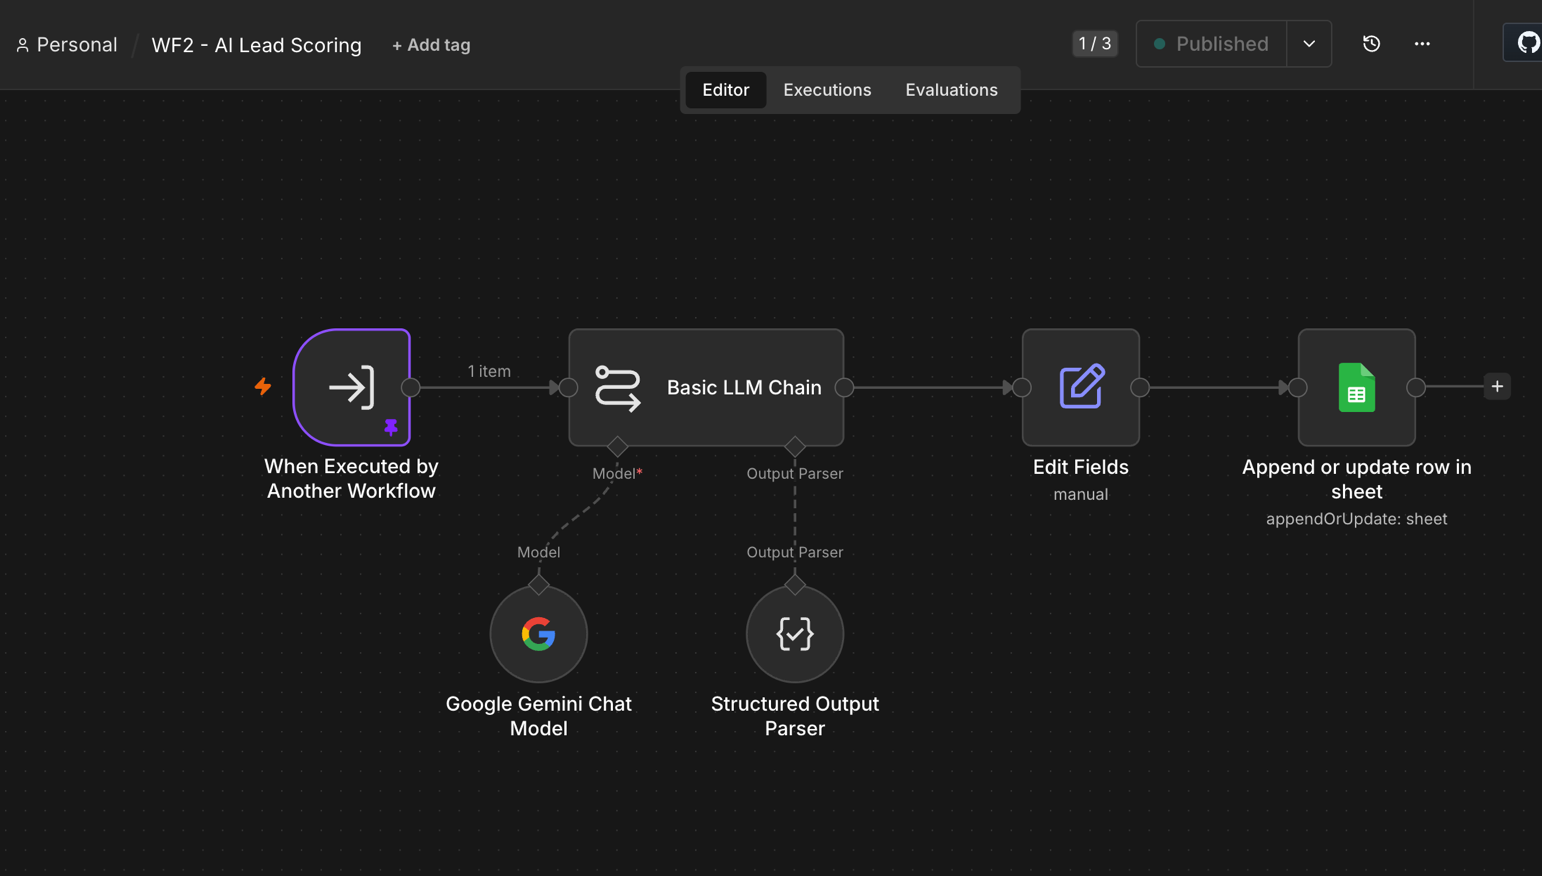 Personal / WF2 - AI Lead Scoring + Add tag
1 / 3 Published
Editor Executions Evaluations
1 item
Basic LLM Chain
When Executed by
Another Workflow
Model*
Output Parser
Edit Fields
manual
Append or update row in
sheet
appendOrUpdate: sheet
Model
Output Parser
Google Gemini Chat
Model
Structured Output
Parser